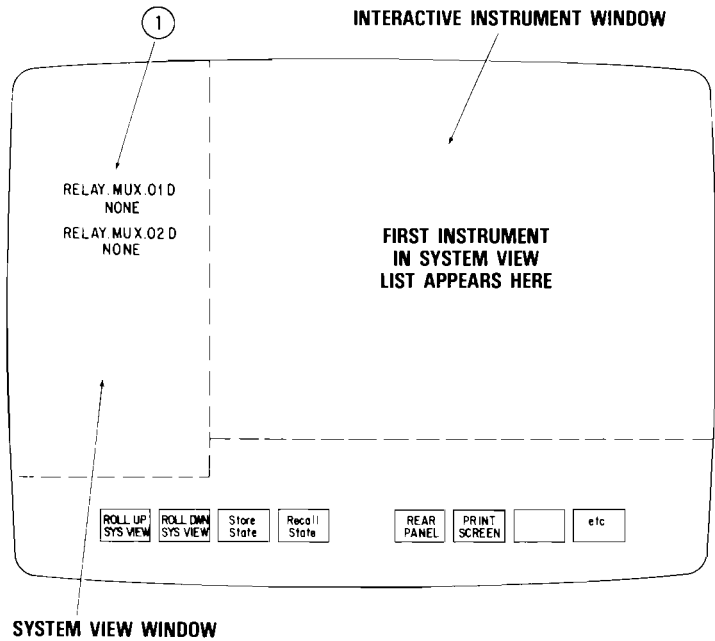 1
INTERACTIVE INSTRUMENT WINDOW
RELAY.MUX.01D
NONE
RELAY.MUX.02D
NONE
FIRST INSTRUMENT
IN SYSTEM VIEW
LIST APPEARS HERE
ROLL UP
SYS VIEW
ROLL DWN
SYS VIEW
Store
State
Recall
State
REAR
PANEL
PRINT
SCREEN
etc
SYSTEM VIEW WINDOW